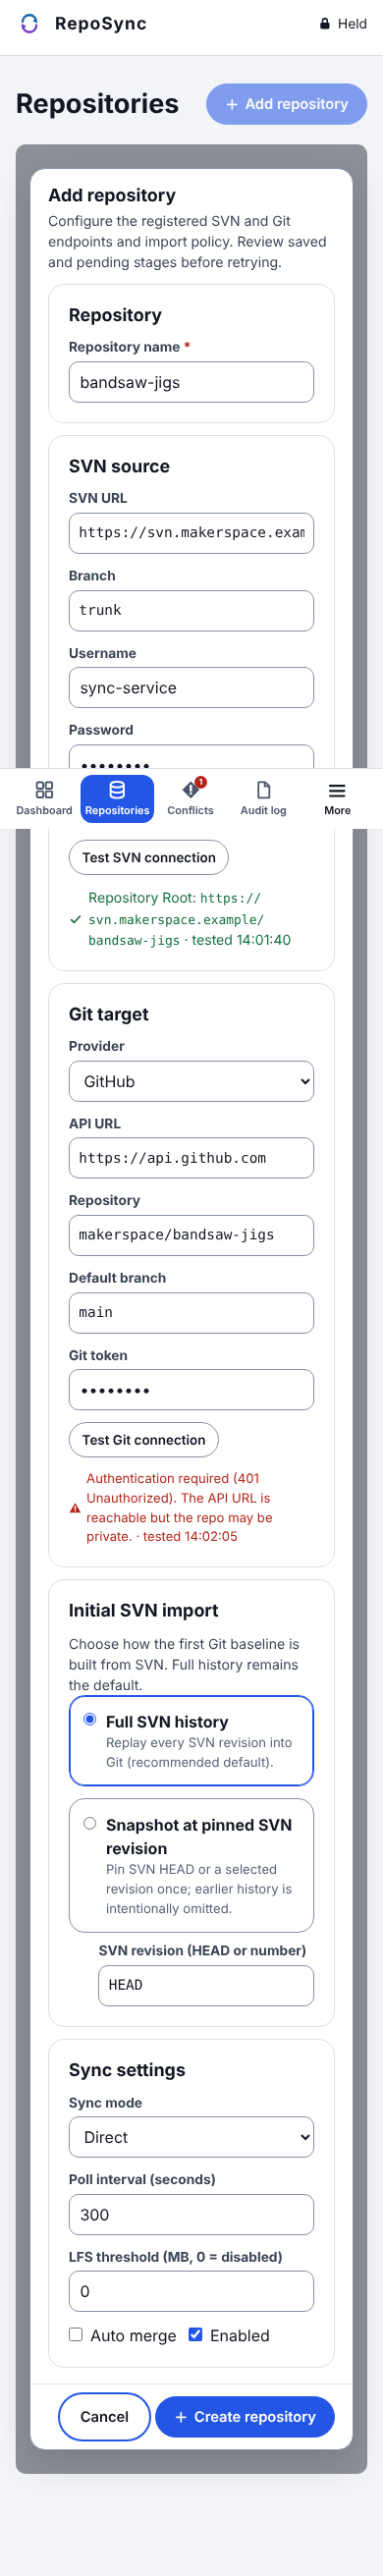 RepoSync
Held
Repositories
+ Add repository
Add repository
Configure the registered SVN and Git
endpoints and import policy. Review saved
and pending stages before retrying.
Repository
Repository name *
bandsaw-jigs
SVN source
SVN URL
https://svn.makerspace.exam
Branch
trunk
Username
sync-service
Password
••••••••
Dashboard
Repositories
Conflicts
1
Audit log
More
Test SVN connection
Repository Root: https://
svn.makerspace.example/
bandsaw-jigs · tested 14:01:40
Git target
Provider
GitHub
API URL
https://api.github.com
Repository
makerspace/bandsaw-jigs
Default branch
main
Git token
••••••••
Test Git connection
Authentication required (401
Unauthorized). The API URL is
reachable but the repo may be
private. · tested 14:02:05
Initial SVN import
Choose how the first Git baseline is
built from SVN. Full history remains
the default.
Full SVN history
Replay every SVN revision into
Git (recommended default).
Snapshot at pinned SVN
revision
Pin SVN HEAD or a selected
revision once; earlier history is
intentionally omitted.
SVN revision (HEAD or number)
HEAD
Sync settings
Sync mode
Direct
Poll interval (seconds)
300
LFS threshold (MB, 0 = disabled)
0
Auto merge
Enabled
Cancel
+ Create repository